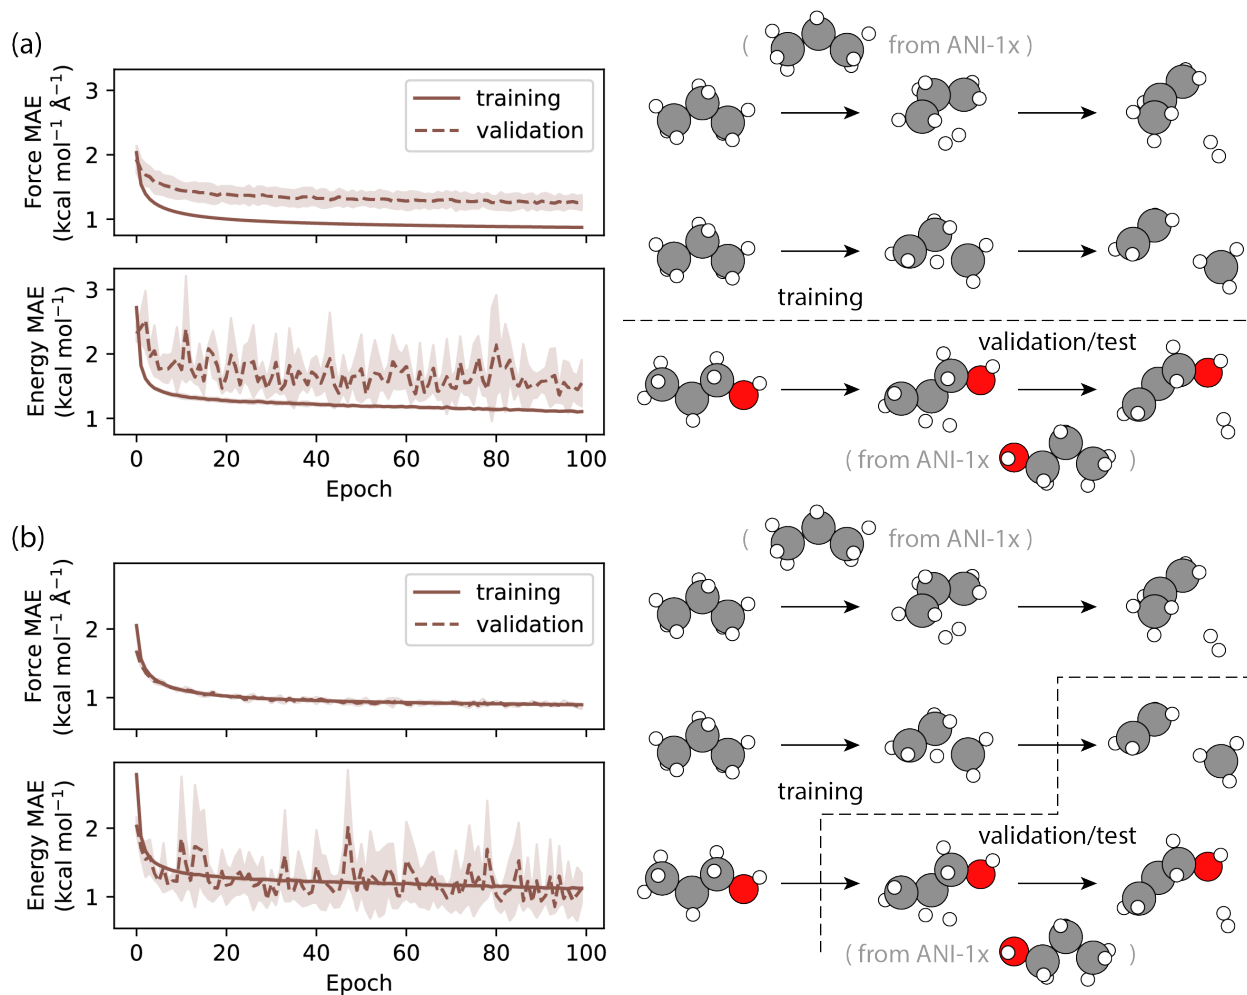 (a)
( from ANI-1x )
Force MAE
(kcal mol⁻¹ Å⁻¹)
3
2
1
training
validation
Energy MAE
(kcal mol⁻¹)
3
2
1
0 20 40 60 80 100
Epoch
training
validation/test
( from ANI-1x )
(b)
( from ANI-1x )
Force MAE
(kcal mol⁻¹ Å⁻¹)
2
1
training
validation
Energy MAE
(kcal mol⁻¹)
2
1
0 20 40 60 80 100
Epoch
training
validation/test
( from ANI-1x )